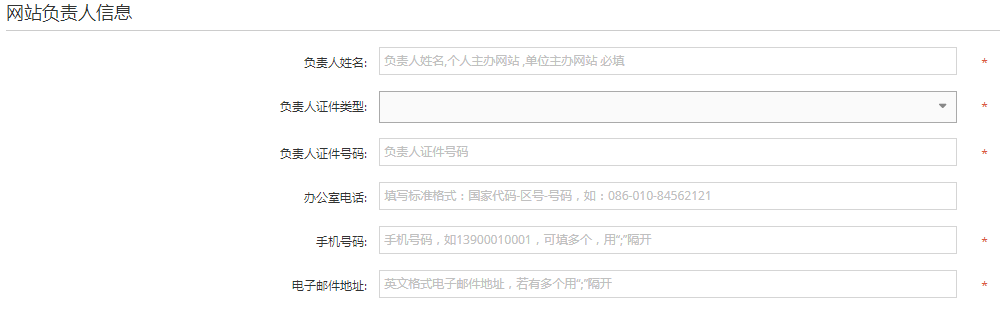 网站负责人信息
负责人姓名: 负责人姓名,个人主办网站 ,单位主办网站 必填 *
负责人证件类型: *
负责人证件号码: 负责人证件号码 *
办公室电话: 填写标准格式：国家代码-区号-号码，如：086-010-84562121
手机号码: 手机号码，如13900010001，可填多个，用“;”隔开 *
电子邮件地址: 英文格式电子邮件地址，若有多个用“;”隔开 *